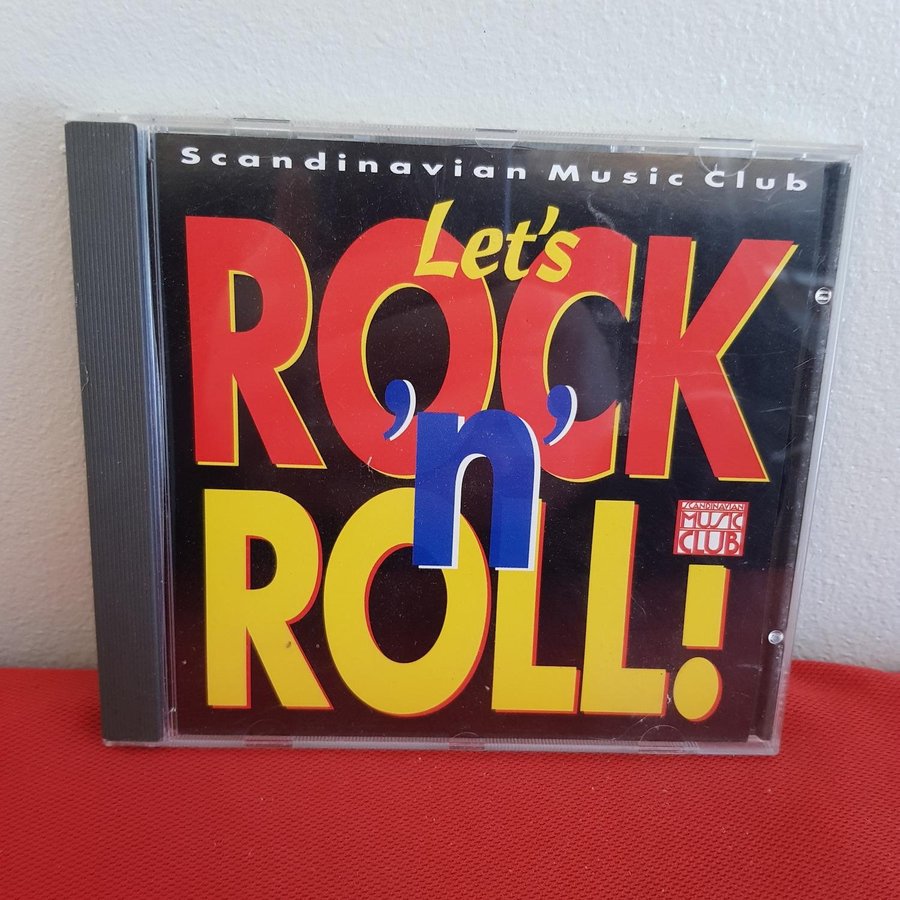 Scandinavian Music Club
Let's
ROCK
'n'
ROLL!
SCANDINAVIAN
MUSIC
CLUB